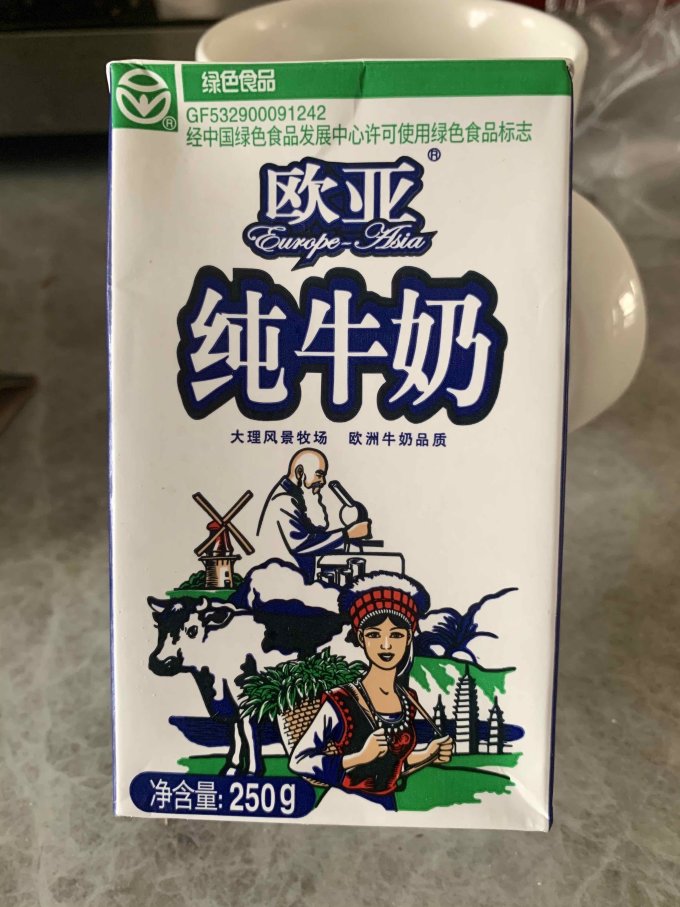 绿色食品
GF532900091242
经中国绿色食品发展中心许可使用绿色食品标志
®
®
欧亚
Europe-Asia
纯牛奶
大理风景牧场 欧洲牛奶品质
净含量: 250g